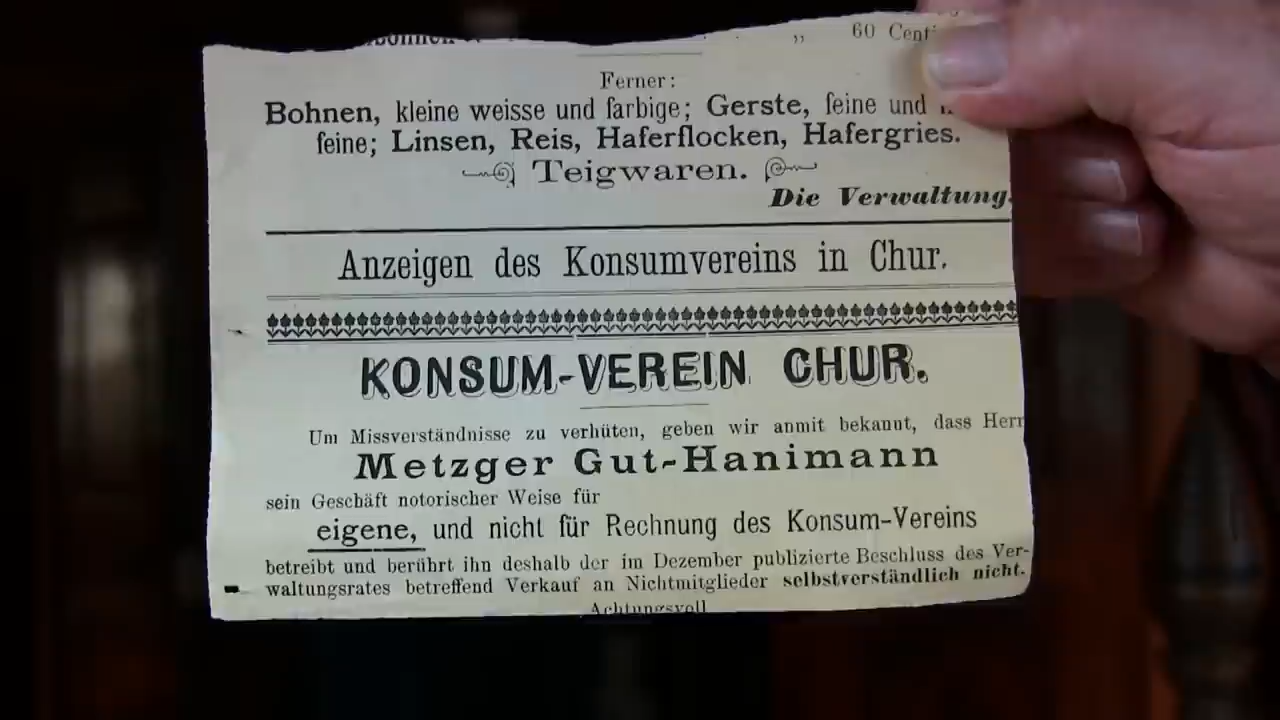 „ 60 Cent
Ferner:
Bohnen, kleine weisse und farbige; Gerste, feine und
feine; Linsen, Reis, Haferflocken, Hafergries.
Teigwaren.
Die Verwaltung.
Anzeigen des Konsumvereins in Chur.
KONSUM-VEREIN CHUR.
Um Missverständnisse zu verhüten, geben wir anmit bekannt, dass Herr
Metzger Gut-Hanimann
sein Geschäft notorischer Weise für
eigene, und nicht für Rechnung des Konsum-Vereins
betreibt und berührt ihn deshalb der im Dezember publizierte Beschluss des Ver-
waltungsrates betreffend Verkauf an Nichtmitglieder selbstverständlich nicht.
Achtungsvoll